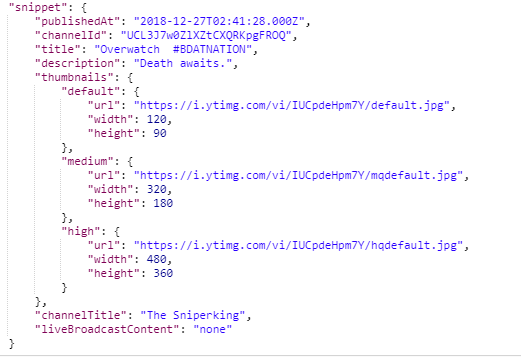 "snippet": {
"publishedAt": "2018-12-27T02:41:28.000Z",
"channelId": "UCL3J7w0ZlXZtCXQRKpgFROQ",
"title": "Overwatch  #BDATNATION",
"description": "Death awaits.",
"thumbnails": {
"default": {
"url": "https://i.ytimg.com/vi/IUCpdeHpm7Y/default.jpg",
"width": 120,
"height": 90
},
"medium": {
"url": "https://i.ytimg.com/vi/IUCpdeHpm7Y/mqdefault.jpg",
"width": 320,
"height": 180
},
"high": {
"url": "https://i.ytimg.com/vi/IUCpdeHpm7Y/hqdefault.jpg",
"width": 480,
"height": 360
}
},
"channelTitle": "The Sniperking",
"liveBroadcastContent": "none"
}